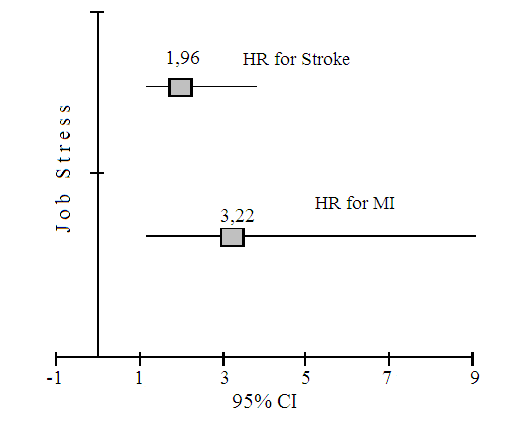 1,96
HR for Stroke
Job Stress
HR for MI
3,22
-1 1 3 5 7 9
95% CI